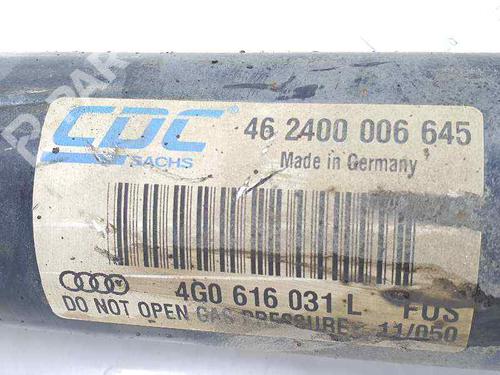 CDC
SACHS
46 2400 006 645
Made in Germany
4G0 616 031 L FOS
DO NOT OPEN GAS PRESSURE 11/050